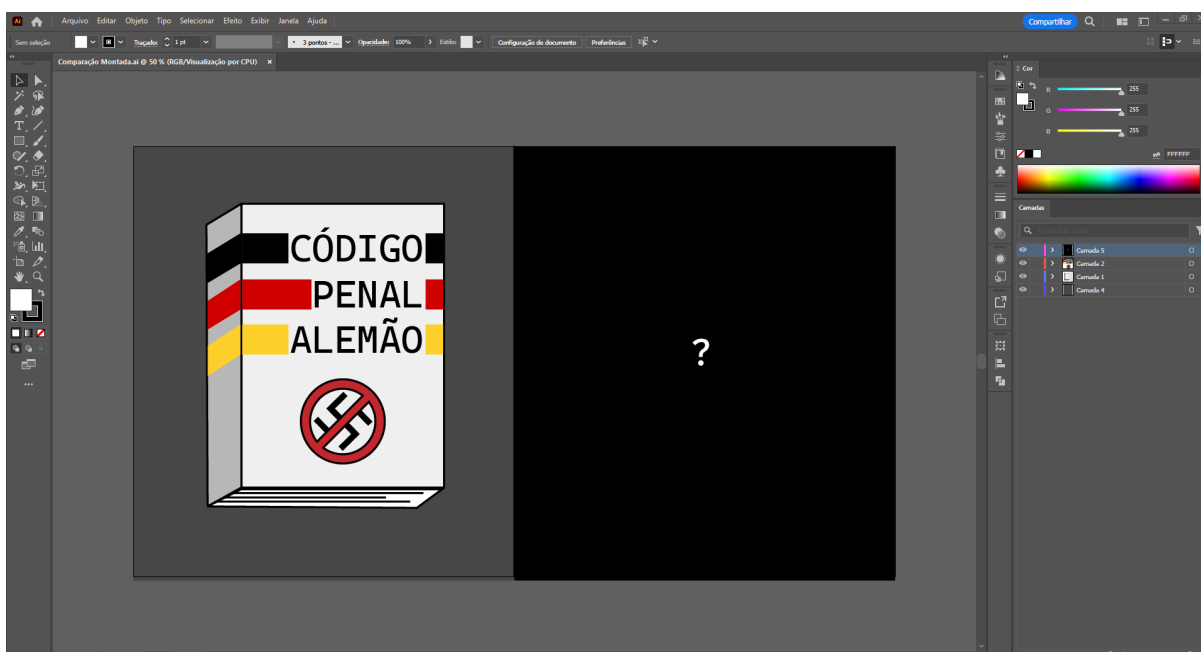 Ai Arquivo Editar Objeto Tipo Selecionar Efeito Exibir Janela Ajuda Compartilhar
Sem seleção Traçado: 1 pt 3 pontos - ... Opacidade: 100% Estilo: Configuração de documento Preferências
Comparação Montada.ai @ 50 % (RGB/Visualização por CPU) ×
Cor
R 255
G 255
B 255
FFFFFF
Camadas
Camada 5
Camada 2
Camada 1
Camada 4
CÓDIGO
PENAL
ALEMÃO
?